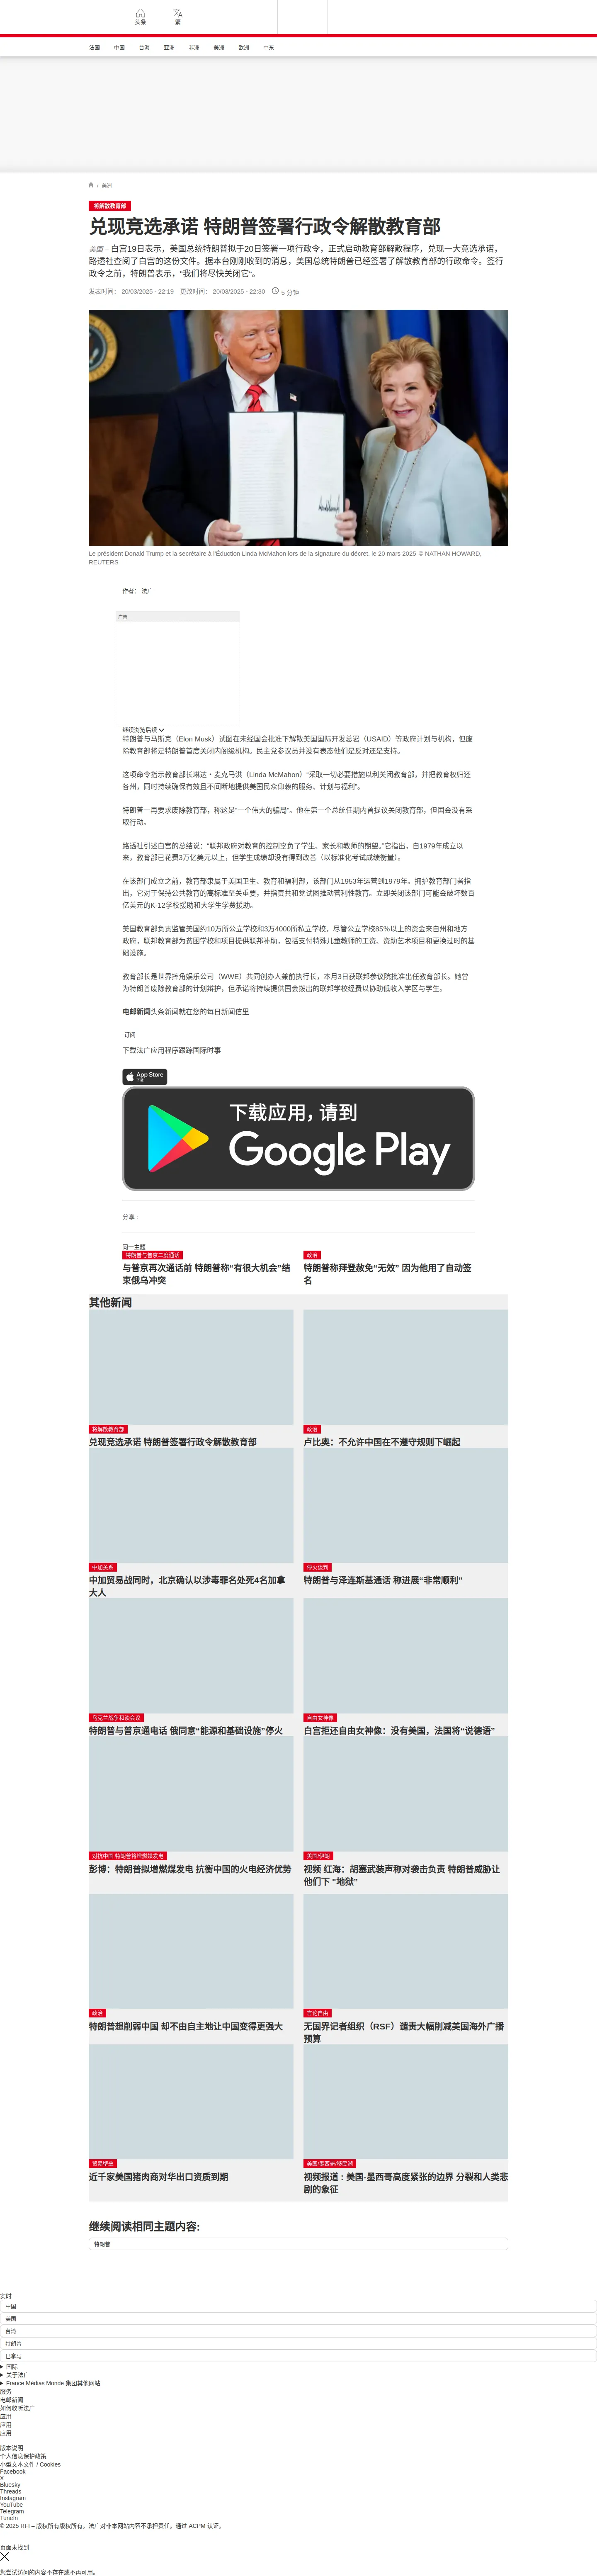 头条
繁
法国 中国 台海 亚洲 非洲 美洲 欧洲 中东
/ 美洲
将解散教育部
兑现竞选承诺 特朗普签署行政令解散教育部
美国 – 白宫19日表示，美国总统特朗普拟于20日签署一项行政令，正式启动教育部解散程序，兑现一大竞选承诺，
路透社查阅了白宫的这份文件。据本台刚刚收到的消息，美国总统特朗普已经签署了解散教育部的行政命令。签行
政令之前，特朗普表示，“我们将尽快关闭它”。
发表时间： 20/03/2025 - 22:19 更改时间： 20/03/2025 - 22:30 5 分钟
Le président Donald Trump et la secrétaire à l'Éduction Linda McMahon lors de la signature du décret. le 20 mars 2025 © NATHAN HOWARD,
REUTERS
作者： 法广
广告
继续浏览后续
特朗普与马斯克（Elon Musk）试图在未经国会批准下解散美国国际开发总署（USAID）等政府计划与机构，但废
除教育部将是特朗普首度关闭内阁级机构。民主党参议员并没有表态他们是反对还是支持。
这项命令指示教育部长琳达・麦克马洪（Linda McMahon）“采取一切必要措施以利关闭教育部，并把教育权归还
各州，同时持续确保有效且不间断地提供美国民众仰赖的服务、计划与福利”。
特朗普一再要求废除教育部，称这是“一个伟大的骗局”。他在第一个总统任期内曾提议关闭教育部，但国会没有采
取行动。
路透社引述白宫的总结说：“联邦政府对教育的控制辜负了学生、家长和教师的期望。”它指出，自1979年成立以
来，教育部已花费3万亿美元以上，但学生成绩却没有得到改善（以标准化考试成绩衡量）。
在该部门成立之前，教育部隶属于美国卫生、教育和福利部，该部门从1953年运营到1979年。拥护教育部门者指
出，它对于保持公共教育的高标准至关重要，并指责共和党试图推动营利性教育。立即关闭该部门可能会破坏数百
亿美元的K-12学校援助和大学生学费援助。
美国教育部负责监管美国约10万所公立学校和3万4000所私立学校，尽管公立学校85%以上的资金来自州和地方
政府，联邦教育部为贫困学校和项目提供联邦补助，包括支付特殊儿童教师的工资、资助艺术项目和更换过时的基
础设施。
教育部长是世界摔角娱乐公司（WWE）共同创办人兼前执行长，本月3日获联邦参议院批准出任教育部长。她曾
为特朗普废除教育部的计划辩护，但承诺将持续提供国会拨出的联邦学校经费以协助低收入学区与学生。
电邮新闻头条新闻就在您的每日新闻信里
订阅
下载法广应用程序跟踪国际时事
App Store
下载
下载应用，请到
Google Play
分享 :
同一主题
特朗普与普京二度通话
与普京再次通话前 特朗普称“有很大机会”结
束俄乌冲突
政治
特朗普称拜登赦免“无效” 因为他用了自动签
名
其他新闻
将解散教育部
兑现竞选承诺 特朗普签署行政令解散教育部
政治
卢比奥：不允许中国在不遵守规则下崛起
中加关系
中加贸易战同时，北京确认以涉毒罪名处死4名加拿
大人
停火谈判
特朗普与泽连斯基通话 称进展“非常顺利”
乌克兰战争和谈会议
特朗普与普京通电话 俄同意“能源和基础设施”停火
自由女神像
白宫拒还自由女神像：没有美国，法国将“说德语”
对抗中国 特朗普将增燃煤发电
彭博：特朗普拟增燃煤发电 抗衡中国的火电经济优势
美国/伊朗
视频 红海：胡塞武装声称对袭击负责 特朗普威胁让
他们下 "地狱"
政治
特朗普想削弱中国 却不由自主地让中国变得更强大
言论自由
无国界记者组织（RSF）谴责大幅削减美国海外广播
预算
贸易壁垒
近千家美国猪肉商对华出口资质到期
美国/墨西哥/移民潮
视频报道 : 美国-墨西哥高度紧张的边界 分裂和人类悲
剧的象征
继续阅读相同主题内容:
特朗普
实时
中国
美国
台湾
特朗普
巴拿马
国际
关于法广
France Médias Monde 集团其他网站
服务
电邮新闻
如何收听法广
应用
应用
应用
版本说明
个人信息保护政策
小型文本文件 / Cookies
Facebook
X
Bluesky
Threads
Instagram
YouTube
Telegram
TuneIn
© 2025 RFI – 版权所有版权所有。法广对非本网站内容不承担责任。通过 ACPM 认证。
页面未找到
您尝试访问的内容不存在或不再可用。